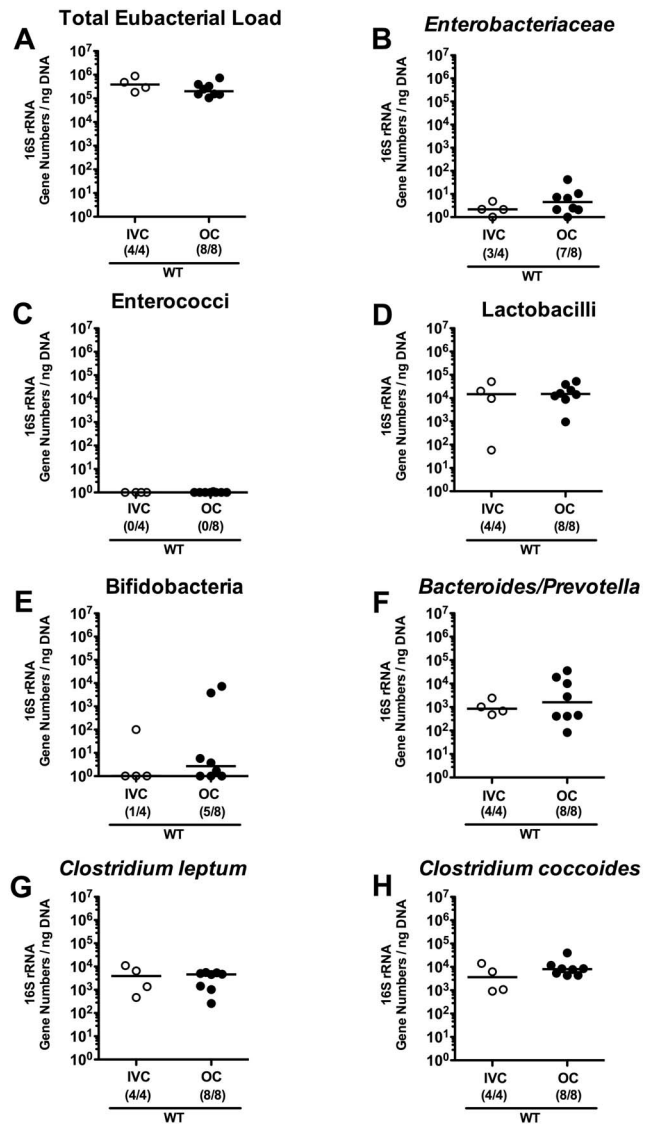 A
Total Eubacterial Load
16S rRNA
Gene Numbers / ng DNA
10⁷
10⁶
10⁵
10⁴
10³
10²
10¹
10⁰
IVC
OC
(4/4)
(8/8)
WT
B
Enterobacteriaceae
16S rRNA
Gene Numbers / ng DNA
10⁷
10⁶
10⁵
10⁴
10³
10²
10¹
10⁰
IVC
OC
(3/4)
(7/8)
WT
C
Enterococci
16S rRNA
Gene Numbers / ng DNA
10⁷
10⁶
10⁵
10⁴
10³
10²
10¹
10⁰
IVC
OC
(0/4)
(0/8)
WT
D
Lactobacilli
16S rRNA
Gene Numbers / ng DNA
10⁷
10⁶
10⁵
10⁴
10³
10²
10¹
10⁰
IVC
OC
(4/4)
(8/8)
WT
E
Bifidobacteria
16S rRNA
Gene Numbers / ng DNA
10⁷
10⁶
10⁵
10⁴
10³
10²
10¹
10⁰
IVC
OC
(1/4)
(5/8)
WT
F
Bacteroides/Prevotella
16S rRNA
Gene Numbers / ng DNA
10⁷
10⁶
10⁵
10⁴
10³
10²
10¹
10⁰
IVC
OC
(4/4)
(8/8)
WT
G
Clostridium leptum
16S rRNA
Gene Numbers / ng DNA
10⁷
10⁶
10⁵
10⁴
10³
10²
10¹
10⁰
IVC
OC
(4/4)
(8/8)
WT
H
Clostridium coccoides
16S rRNA
Gene Numbers / ng DNA
10⁷
10⁶
10⁵
10⁴
10³
10²
10¹
10⁰
IVC
OC
(4/4)
(8/8)
WT